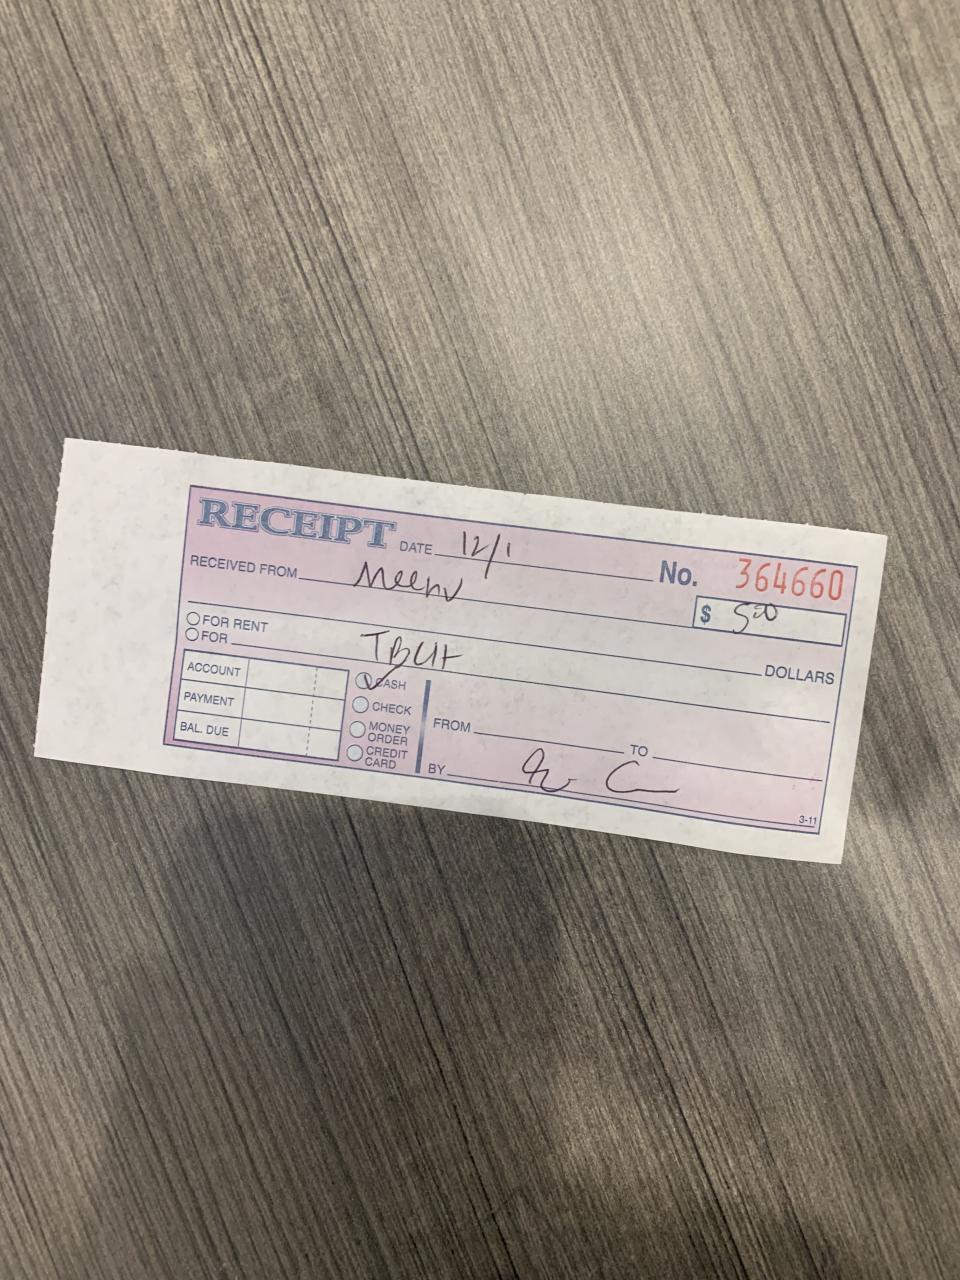 RECEIPT DATE 12/1 No. 364660
RECEIVED FROM Meenu
$ 500
DOLLARS
FOR RENT
FOR
ACCOUNT
PAYMENT
BAL. DUE
CASH
CHECK
MONEY ORDER
CREDIT CARD
FROM TO
BY
3-11